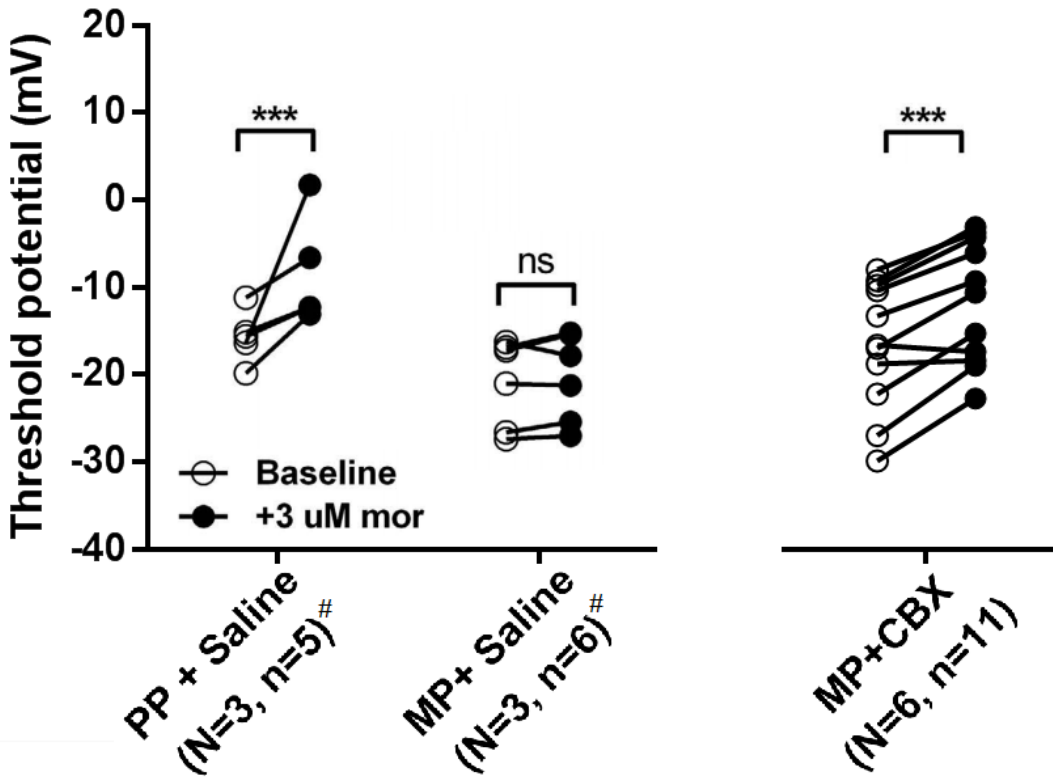 Threshold potential (mV)
20
10
0
-10
-20
-30
-40
***
ns
***
Baseline
+3 uM mor
PP + Saline
(N=3, n=5)#
MP+ Saline
(N=3, n=6)#
MP+CBX
(N=6, n=11)